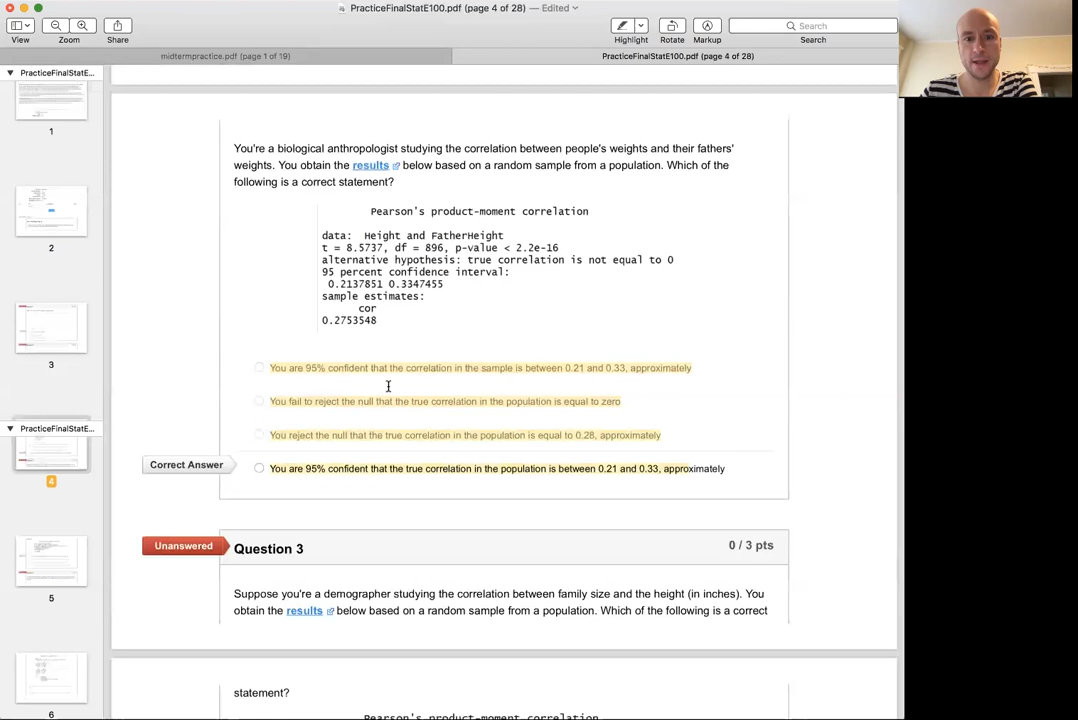 PracticeFinalStatE100.pdf (page 4 of 28) — Edited
View
Zoom
Share
Highlight
Rotate
Markup
Search
Search
midtermpractice.pdf (page 1 of 19)
PracticeFinalStatE100.pdf (page 4 of 28)
PracticeFinalStatE...
1
2
3
PracticeFinalStatE...
4
5
6
You're a biological anthropologist studying the correlation between people's weights and their fathers'
weights. You obtain the results below based on a random sample from a population. Which of the
following is a correct statement?
Pearson's product-moment correlation
data: Height and FatherHeight
t = 8.5737, df = 896, p-value < 2.2e-16
alternative hypothesis: true correlation is not equal to 0
95 percent confidence interval:
0.2137851 0.3347455
sample estimates:
cor
0.2753548
You are 95% confident that the correlation in the sample is between 0.21 and 0.33, approximately
You fail to reject the null that the true correlation in the population is equal to zero
You reject the null that the true correlation in the population is equal to 0.28, approximately
Correct Answer
You are 95% confident that the true correlation in the population is between 0.21 and 0.33, approximately
Unanswered
Question 3
0 / 3 pts
Suppose you're a demographer studying the correlation between family size and the height (in inches). You
obtain the results below based on a random sample from a population. Which of the following is a correct
statement?
Pearson's product-moment correlation